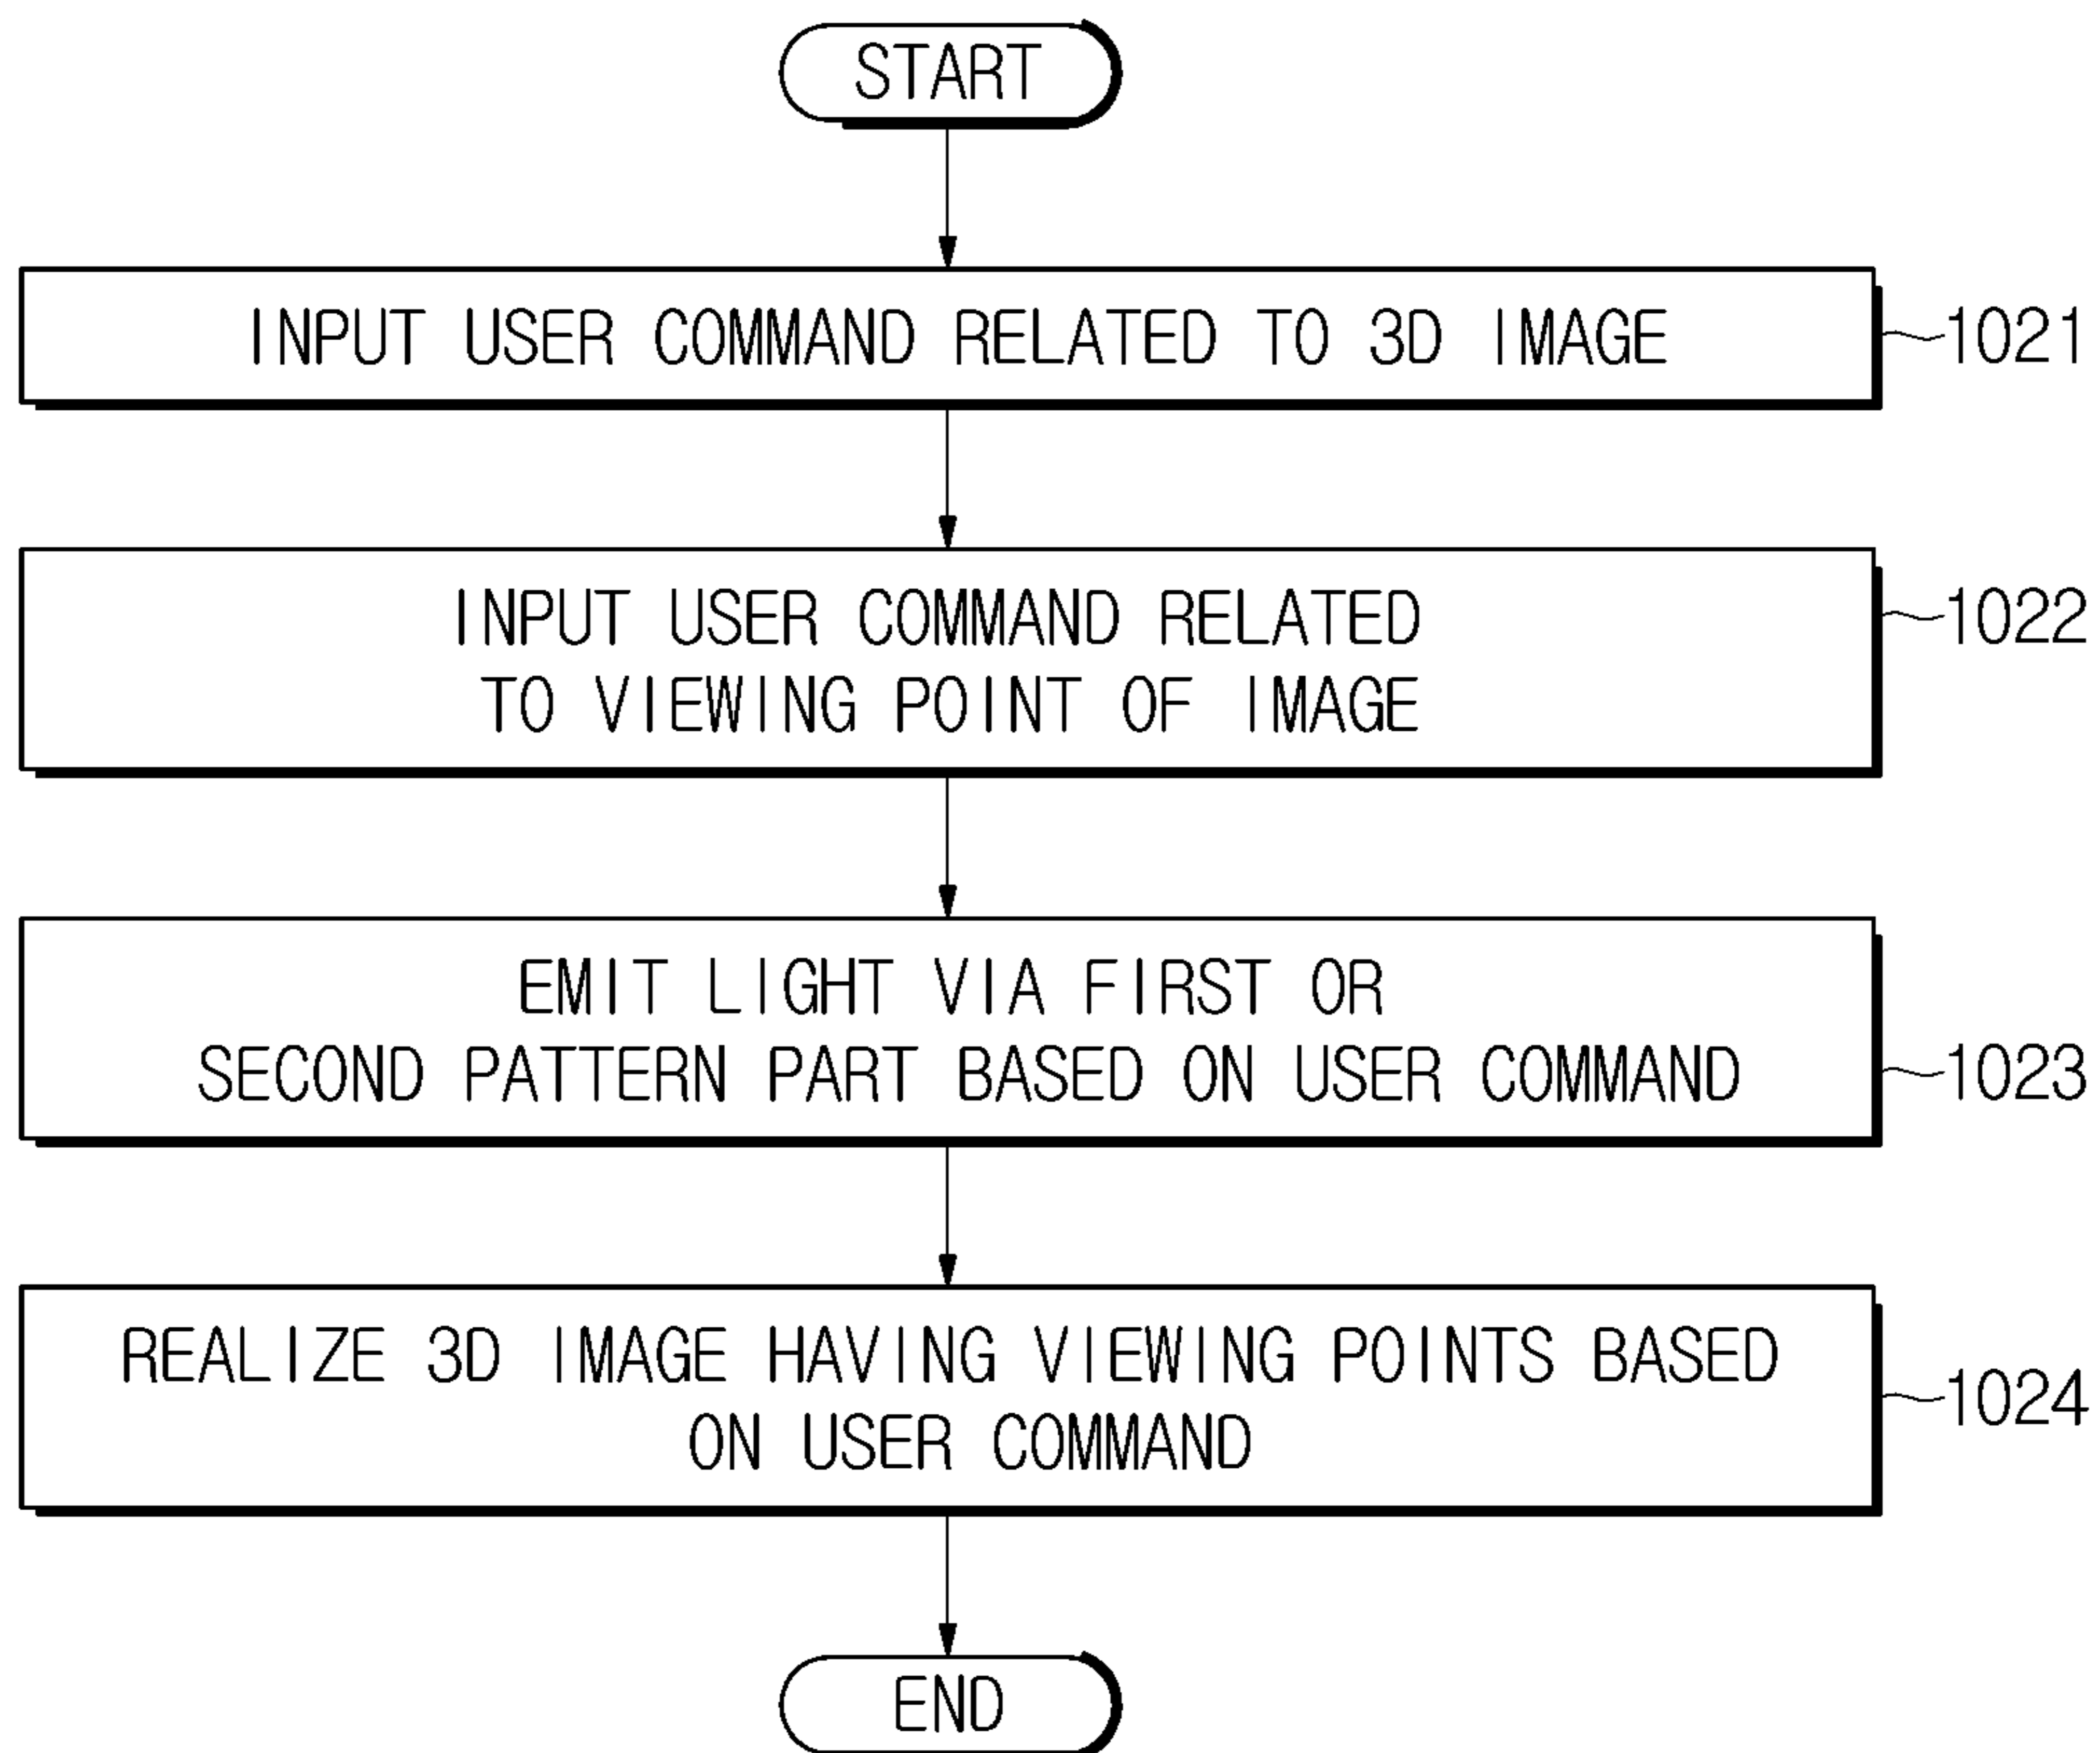 START
INPUT USER COMMAND RELATED TO 3D IMAGE
1021
INPUT USER COMMAND RELATED
TO VIEWING POINT OF IMAGE
1022
EMIT LIGHT VIA FIRST OR
SECOND PATTERN PART BASED ON USER COMMAND
1023
REALIZE 3D IMAGE HAVING VIEWING POINTS BASED
ON USER COMMAND
1024
END